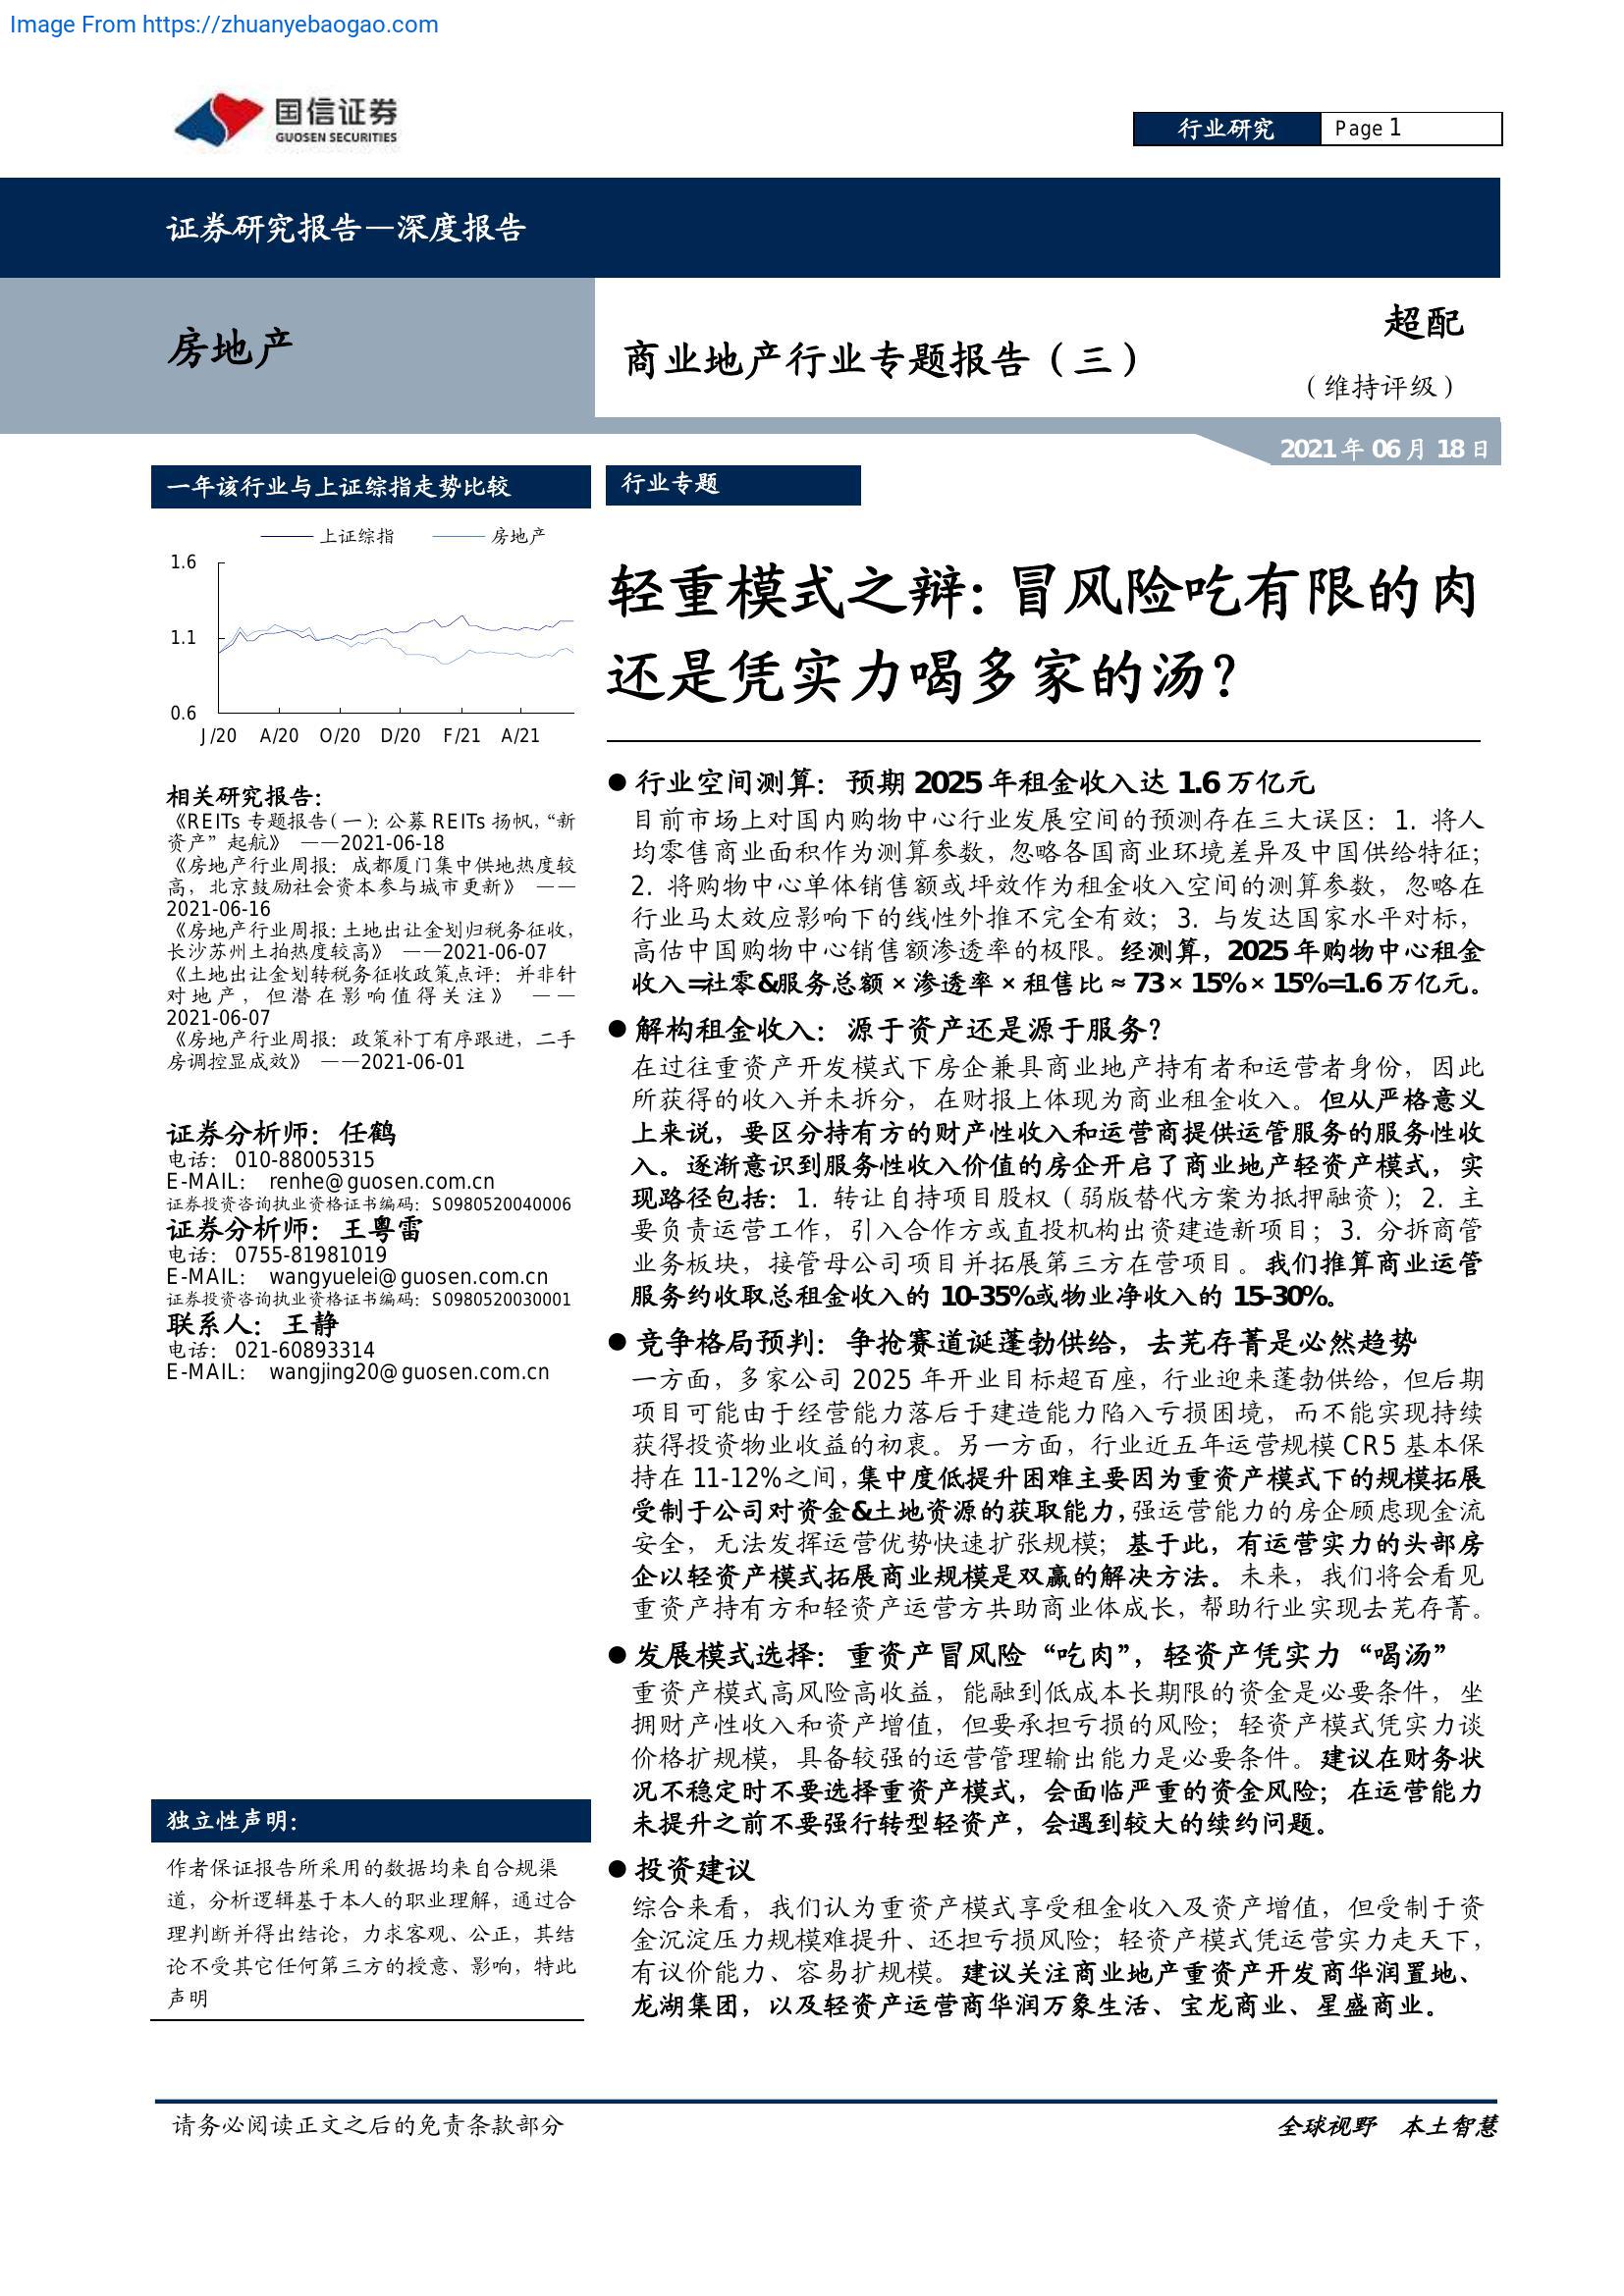 Image From https://zhuanyebaogao.com
国信证券
GUOSEN SECURITIES
行业研究 Page 1
证券研究报告—深度报告
房地产
商业地产行业专题报告（三）
超配
（维持评级）
2021 年 06 月 18 日
一年该行业与上证综指走势比较
上证综指 房地产
1.6
1.1
0.6
J/20 A/20 O/20 D/20 F/21 A/21
相关研究报告：
《REITs 专题报告（一）：公募 REITs 扬帆，“新
资产”起航》 ——2021-06-18
《房地产行业周报：成都厦门集中供地热度较
高，北京鼓励社会资本参与城市更新》 ——
2021-06-16
《房地产行业周报：土地出让金划归税务征收，
长沙苏州土拍热度较高》 ——2021-06-07
《土地出让金划转税务征收政策点评：并非针
对地产，但潜在影响值得关注》 ——
2021-06-07
《房地产行业周报：政策补丁有序跟进，二手
房调控显成效》 ——2021-06-01
证券分析师：任鹤
电话： 010-88005315
E-MAIL： renhe@guosen.com.cn
证券投资咨询执业资格证书编码：S0980520040006
证券分析师：王粤雷
电话： 0755-81981019
E-MAIL： wangyuelei@guosen.com.cn
证券投资咨询执业资格证书编码：S0980520030001
联系人：王静
电话： 021-60893314
E-MAIL： wangjing20@guosen.com.cn
独立性声明：
作者保证报告所采用的数据均来自合规渠
道，分析逻辑基于本人的职业理解，通过合
理判断并得出结论，力求客观、公正，其结
论不受其它任何第三方的授意、影响，特此
声明
行业专题
轻重模式之辩：冒风险吃有限的肉
还是凭实力喝多家的汤？
● 行业空间测算：预期 2025 年租金收入达 1.6 万亿元
目前市场上对国内购物中心行业发展空间的预测存在三大误区：1. 将人
均零售商业面积作为测算参数，忽略各国商业环境差异及中国供给特征；
2. 将购物中心单体销售额或坪效作为租金收入空间的测算参数，忽略在
行业马太效应影响下的线性外推不完全有效；3. 与发达国家水平对标，
高估中国购物中心销售额渗透率的极限。经测算，2025 年购物中心租金
收入=社零&服务总额 × 渗透率 × 租售比 ≈ 73 × 15% × 15%=1.6 万亿元。
● 解构租金收入：源于资产还是源于服务？
在过往重资产开发模式下房企兼具商业地产持有者和运营者身份，因此
所获得的收入并未拆分，在财报上体现为商业租金收入。但从严格意义
上来说，要区分持有方的财产性收入和运营商提供运管服务的服务性收
入。逐渐意识到服务性收入价值的房企开启了商业地产轻资产模式，实
现路径包括：1. 转让自持项目股权（弱版替代方案为抵押融资）；2. 主
要负责运营工作，引入合作方或直投机构出资建造新项目；3. 分拆商管
业务板块，接管母公司项目并拓展第三方在营项目。我们推算商业运管
服务约收取总租金收入的 10-35%或物业净收入的 15-30%。
● 竞争格局预判：争抢赛道诞蓬勃供给，去芜存菁是必然趋势
一方面，多家公司 2025 年开业目标超百座，行业迎来蓬勃供给，但后期
项目可能由于经营能力落后于建造能力陷入亏损困境，而不能实现持续
获得投资物业收益的初衷。另一方面，行业近五年运营规模 CR5 基本保
持在 11-12%之间，集中度低提升困难主要因为重资产模式下的规模拓展
受制于公司对资金&土地资源的获取能力，强运营能力的房企顾虑现金流
安全，无法发挥运营优势快速扩张规模；基于此，有运营实力的头部房
企以轻资产模式拓展商业规模是双赢的解决方法。未来，我们将会看见
重资产持有方和轻资产运营方共助商业体成长，帮助行业实现去芜存菁。
● 发展模式选择：重资产冒风险“吃肉”，轻资产凭实力“喝汤”
重资产模式高风险高收益，能融到低成本长期限的资金是必要条件，坐
拥财产性收入和资产增值，但要承担亏损的风险；轻资产模式凭实力谈
价格扩规模，具备较强的运营管理输出能力是必要条件。建议在财务状
况不稳定时不要选择重资产模式，会面临严重的资金风险；在运营能力
未提升之前不要强行转型轻资产，会遇到较大的续约问题。
● 投资建议
综合来看，我们认为重资产模式享受租金收入及资产增值，但受制于资
金沉淀压力规模难提升、还担亏损风险；轻资产模式凭运营实力走天下，
有议价能力、容易扩规模。建议关注商业地产重资产开发商华润置地、
龙湖集团，以及轻资产运营商华润万象生活、宝龙商业、星盛商业。
请务必阅读正文之后的免责条款部分
全球视野 本土智慧